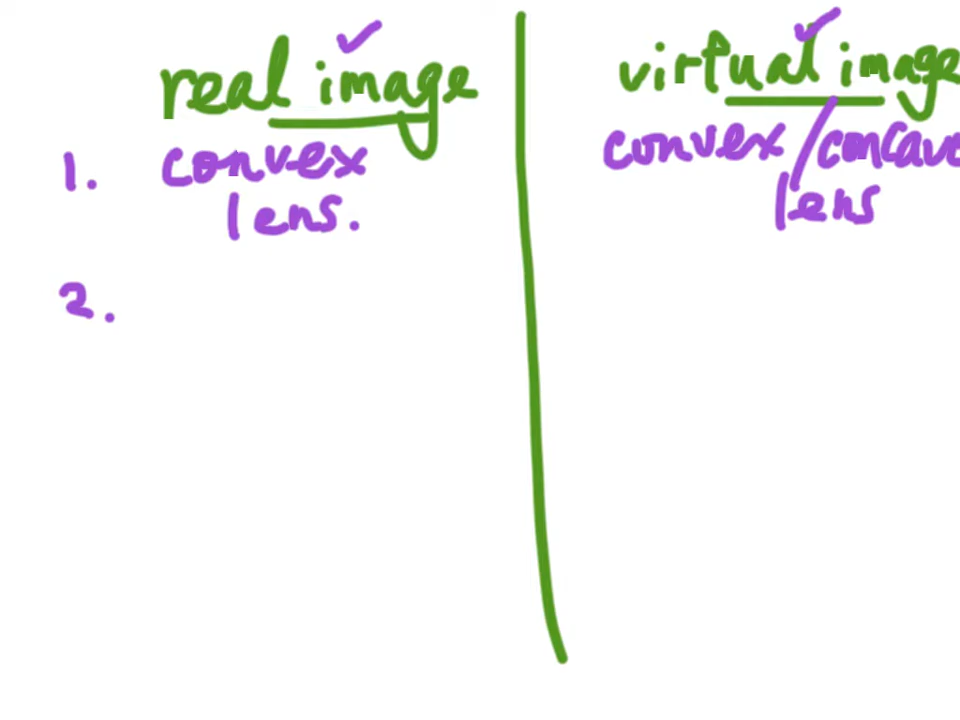 real image
1. convex
lens.
2.
virtual image
convex/concave
lens